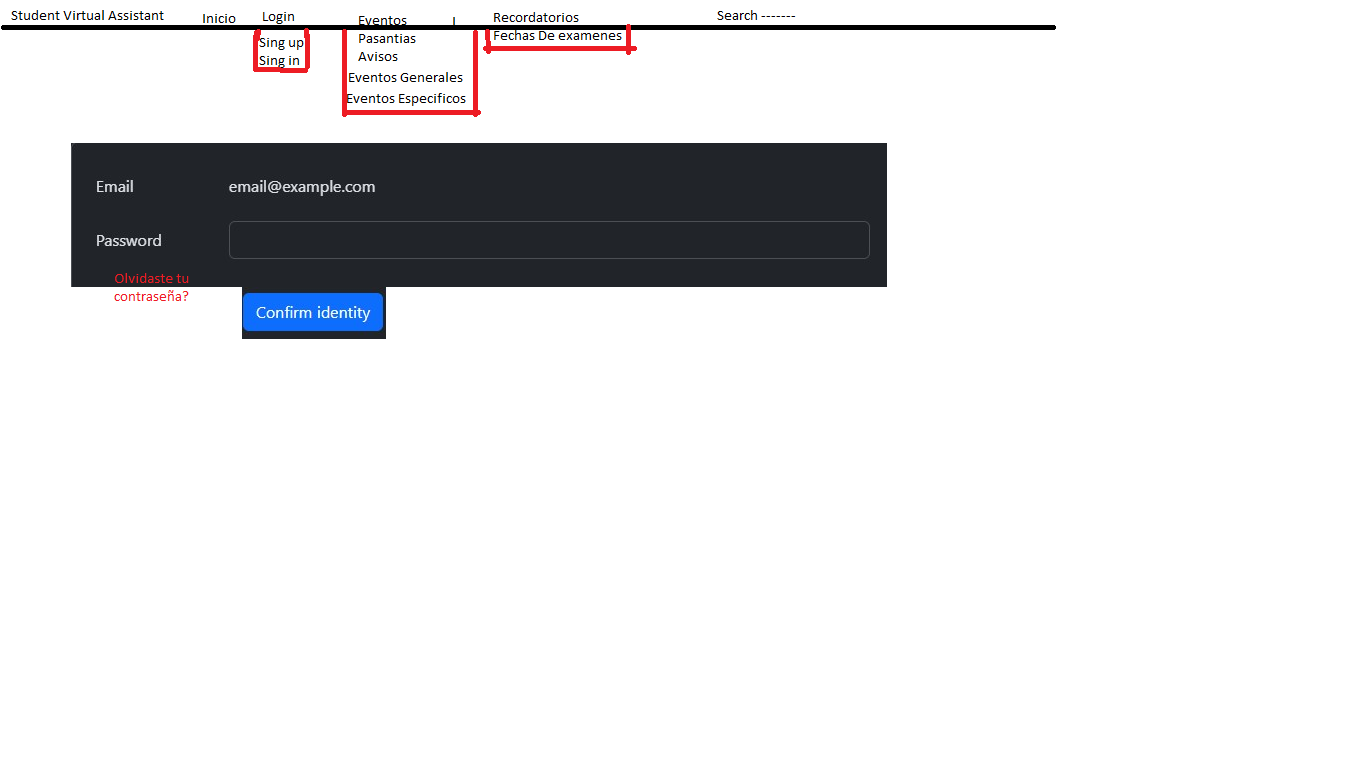 Student Virtual Assistant Inicio Login Eventos Recordatorios Search -------
Sing up
Sing in
Pasantias
Avisos
Eventos Generales
Eventos Especificos
Fechas De examenes
Email email@example.com
Password
Olvidaste tu
contraseña?
Confirm identity